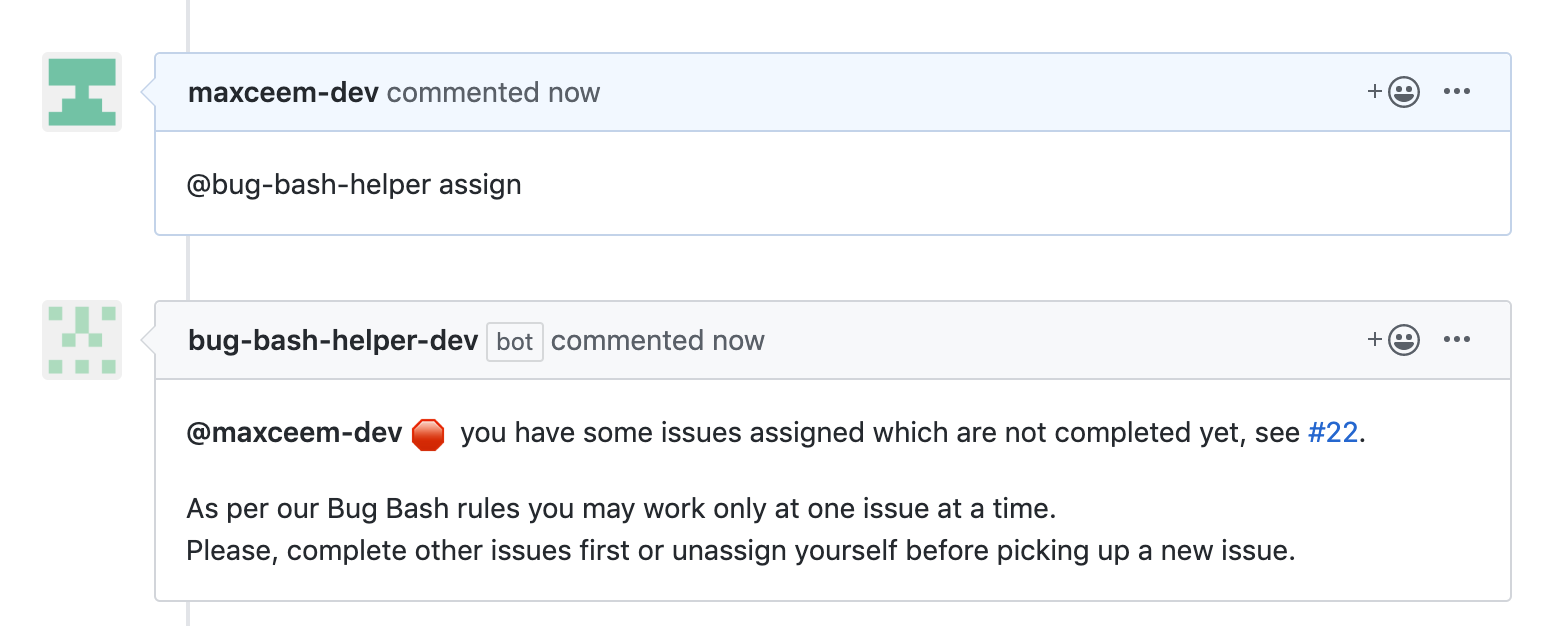 maxceem-dev commented now
@bug-bash-helper assign
bug-bash-helper-dev bot commented now
@maxceem-dev you have some issues assigned which are not completed yet, see #22.
As per our Bug Bash rules you may work only at one issue at a time.
Please, complete other issues first or unassign yourself before picking up a new issue.